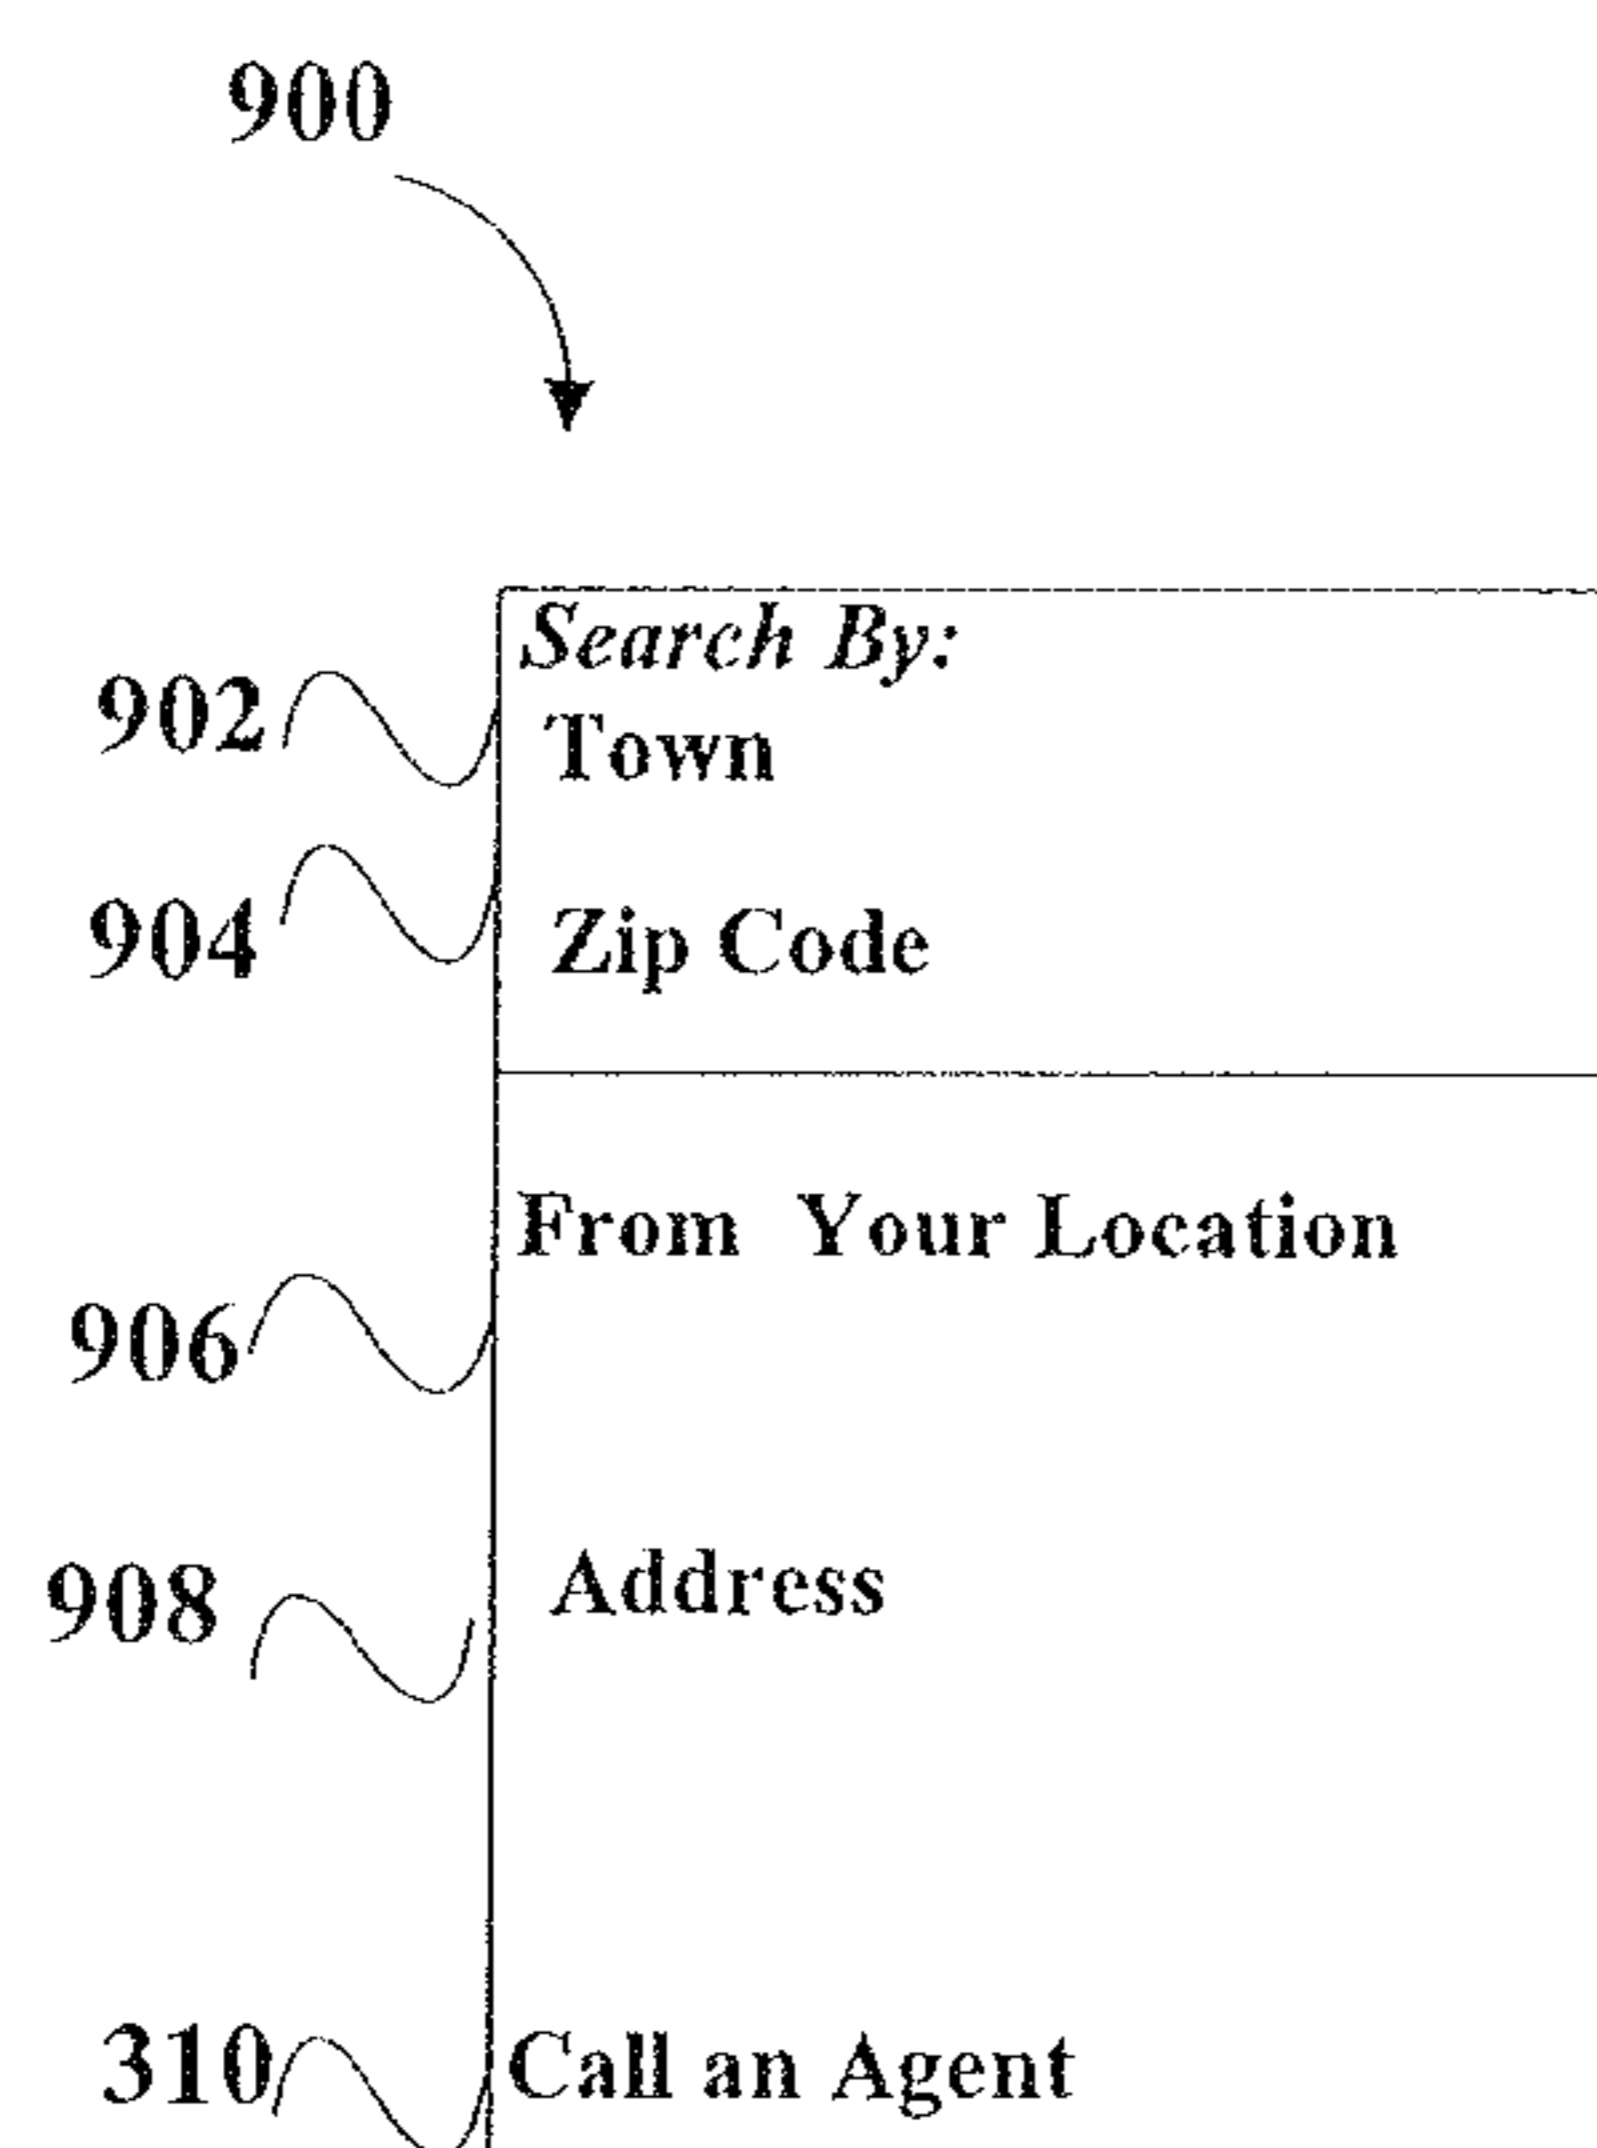 900
Search By:
902 Town
904 Zip Code
From Your Location
906
908 Address
310 Call an Agent